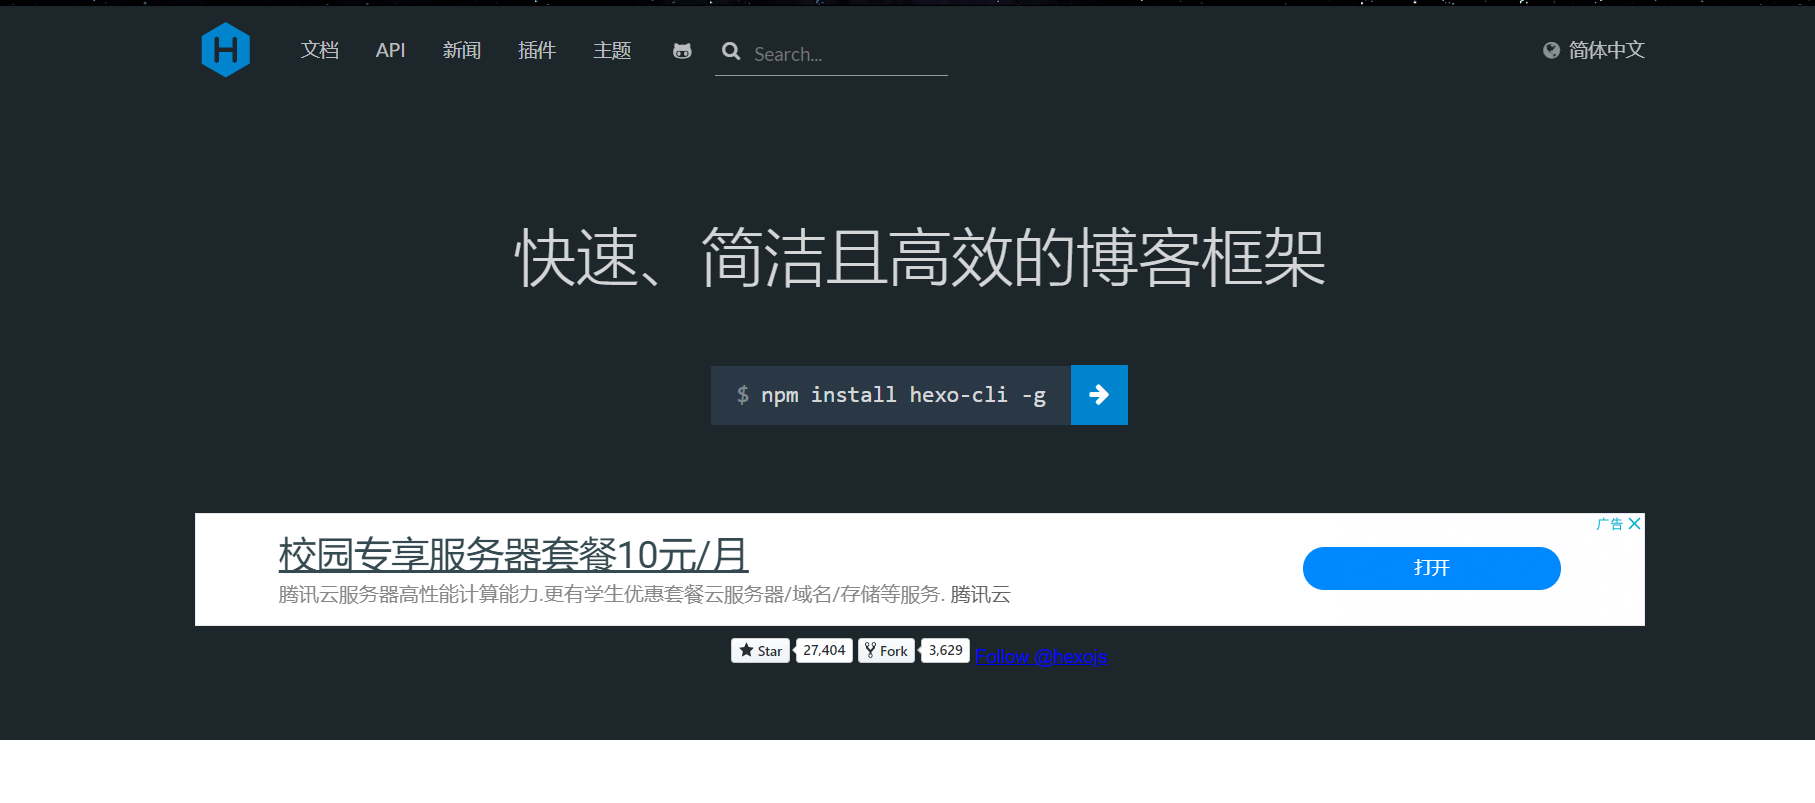 H 文档 API 新闻 插件 主题 Search... 简体中文
快速、简洁且高效的博客框架
$ npm install hexo-cli -g
广告
校园专享服务器套餐10元/月
腾讯云服务器高性能计算能力.更有学生优惠套餐云服务器/域名/存储等服务. 腾讯云
打开
Star 27,404 Fork 3,629 Follow @hexojs